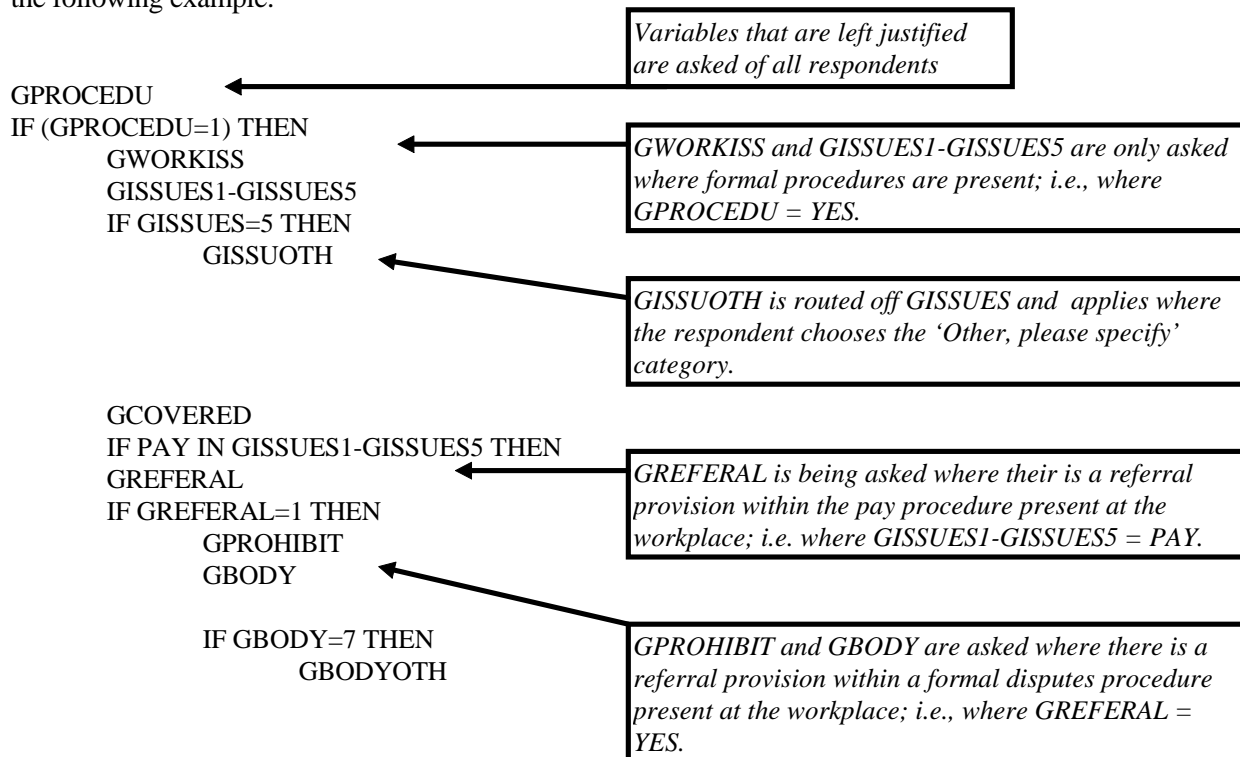 the following example:
Variables that are left justified
are asked of all respondents
GPROCEDU
IF (GPROCEDU=1) THEN
GWORKISS
GISSUES1-GISSUES5
IF GISSUES=5 THEN
GISSUOTH
GWORKISS and GISSUES1-GISSUES5 are only asked
where formal procedures are present; i.e., where
GPROCEDU = YES.
GISSUOTH is routed off GISSUES and applies where
the respondent chooses the ‘Other, please specify’
category.
GCOVERED
IF PAY IN GISSUES1-GISSUES5 THEN
GREFERAL
IF GREFERAL=1 THEN
GPROHIBIT
GBODY
IF GBODY=7 THEN
GBODYOTH
GREFERAL is being asked where their is a referral
provision within the pay procedure present at the
workplace; i.e. where GISSUES1-GISSUES5 = PAY.
GPROHIBIT and GBODY are asked where there is a
referral provision within a formal disputes procedure
present at the workplace; i.e., where GREFERAL =
YES.